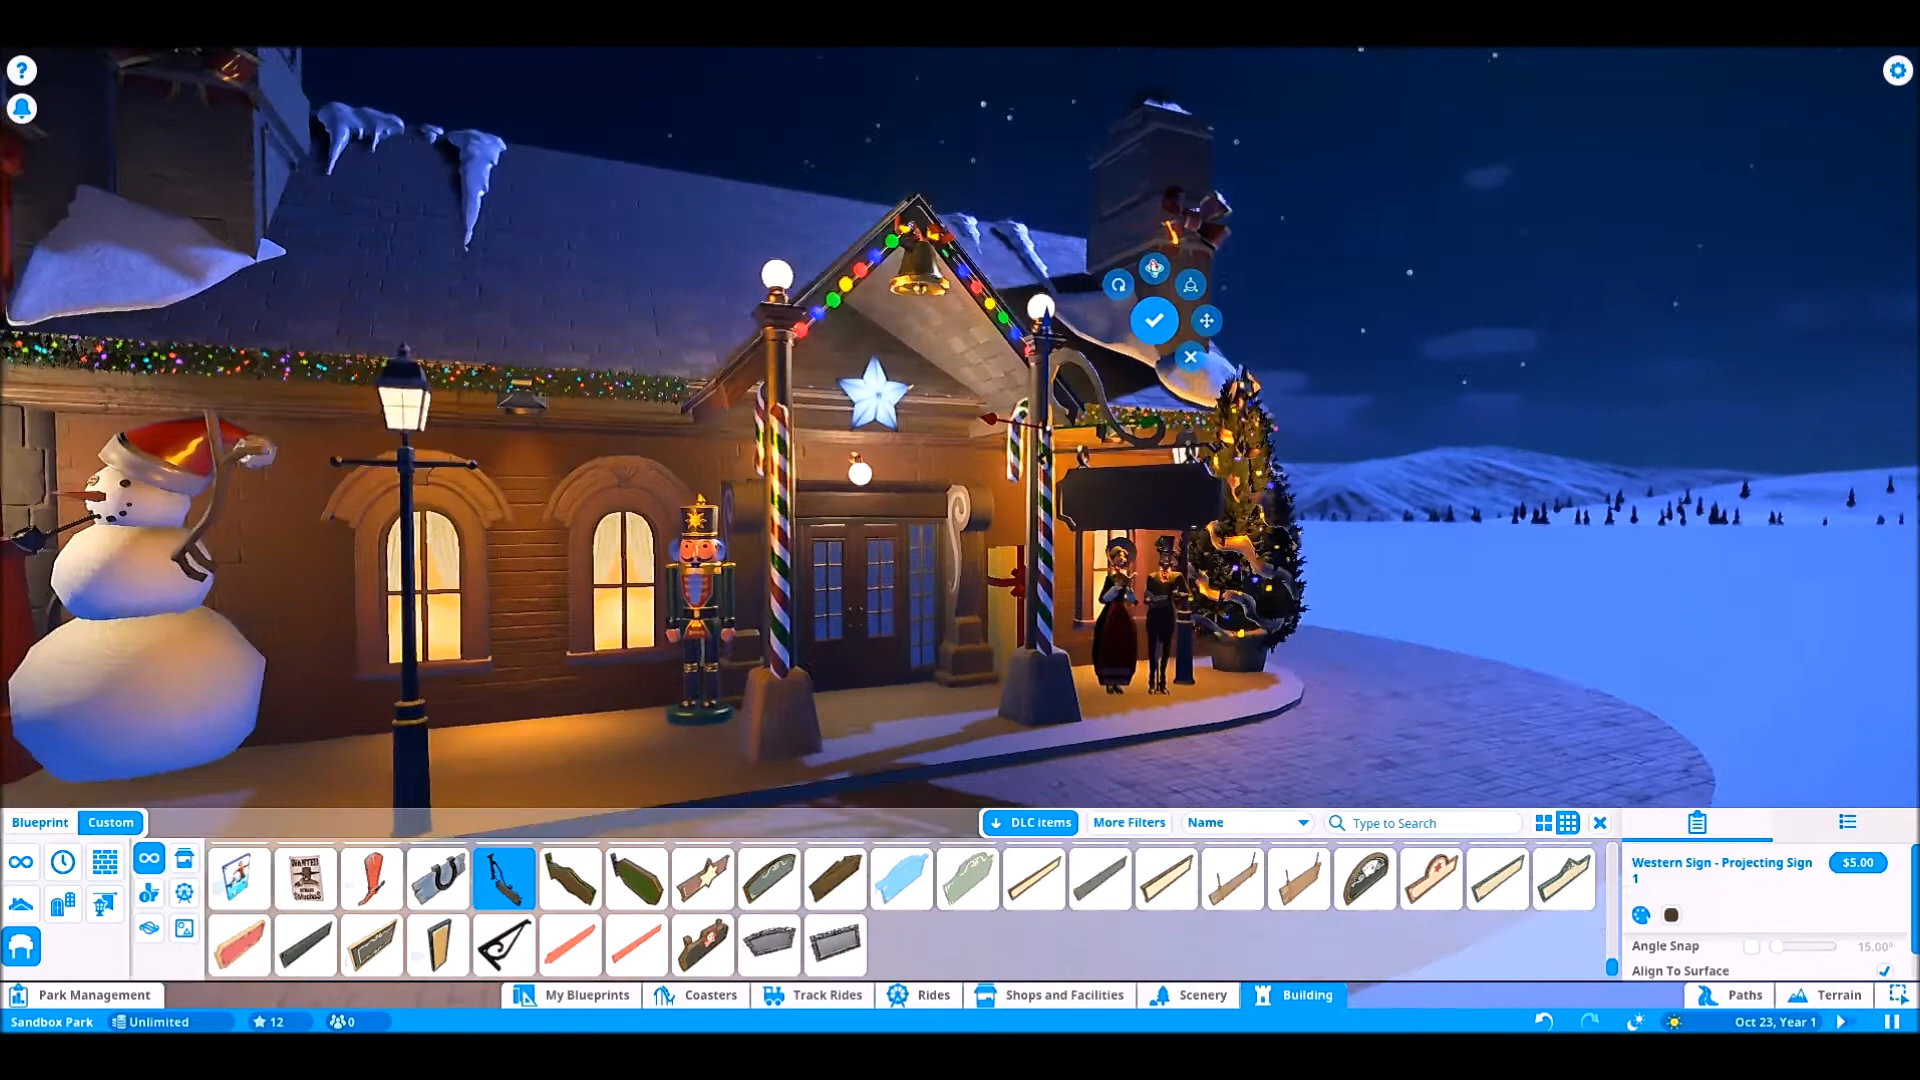 ?
Blueprint
Custom
DLC items
More Filters
Name
Type to Search
WANTED
Western Sign - Projecting Sign
1
$5.00
Angle Snap
15.00°
Align To Surface
Park Management
My Blueprints
Coasters
Track Rides
Rides
Shops and Facilities
Scenery
Building
Paths
Terrain
Sandbox Park
Unlimited
12
0
Oct 23, Year 1